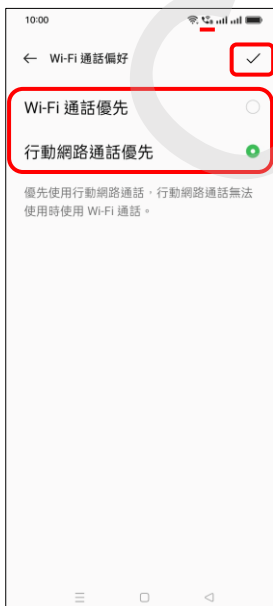 10:00
Wi-Fi 通話偏好
Wi-Fi 通話優先
行動網路通話優先
優先使用行動網路通話,行動網路通話無法
使用時使用 Wi-Fi 通話。